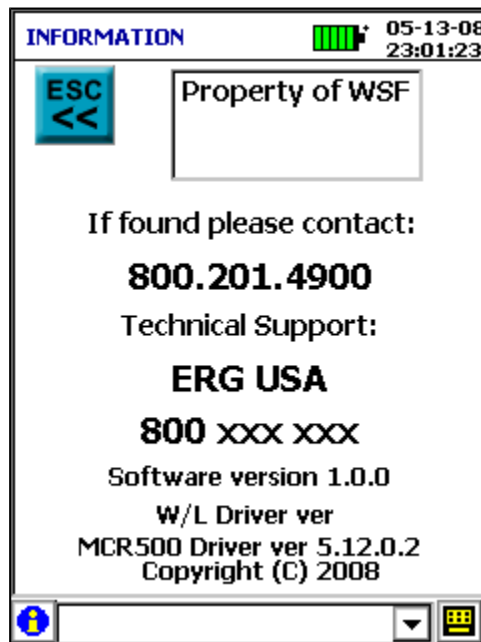 INFORMATION
05-13-08
23:01:23
ESC
<<
Property of WSF
If found please contact:
800.201.4900
Technical Support:
ERG USA
800 xxx xxx
Software version 1.0.0
W/L Driver ver
MCR500 Driver ver 5.12.0.2
Copyright (C) 2008